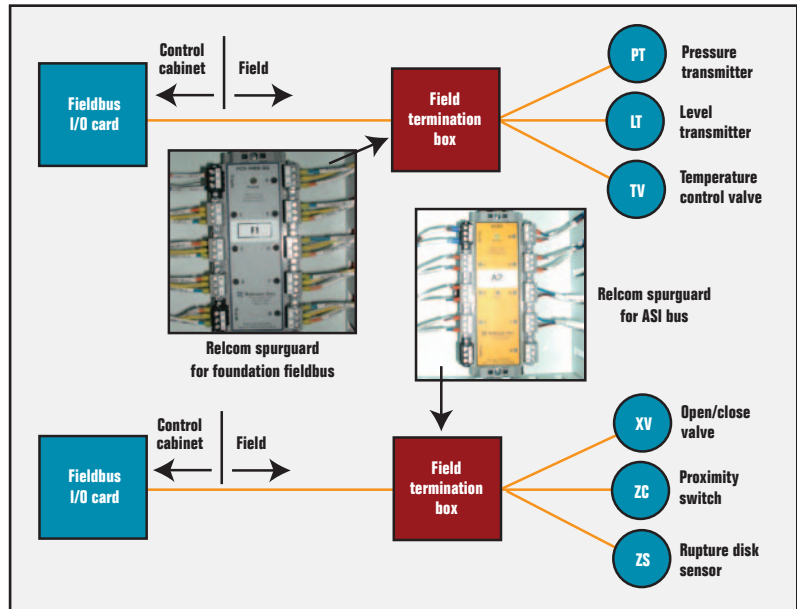 Control
cabinet
Field
Fieldbus
I/O card
Field
termination
box
PT
Pressure
transmitter
LT
Level
transmitter
TV
Temperature
control valve
F1
Relcom spurguard
for foundation fieldbus
A2
Relcom spurguard
for ASI bus
Control
cabinet
Field
Fieldbus
I/O card
Field
termination
box
XV
Open/close
valve
ZC
Proximity
switch
ZS
Rupture disk
sensor